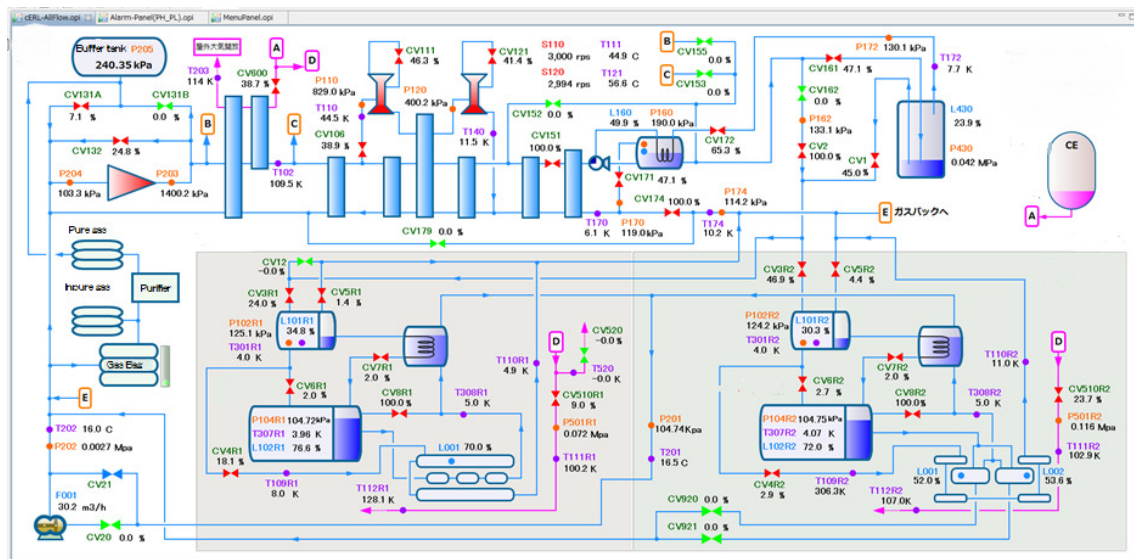 cERL-AllFlow.opi
Alarm-Panel(PH_PL).opi
MenuPanel.opi
Buffer tank P205
240.35 kPa
屋外大気開放
A
D
T203
114 K
CV600
38.7 %
CV131A
7.1 %
CV131B
0.0 %
B
C
CV132
24.8 %
P204
103.3 kPa
P203
1400.2 kPa
T102
109.5 K
P110
829.0 kPa
T110
44.5 K
CV106
38.9 %
CV111
46.3 %
P120
400.2 kPa
CV121
41.4 %
T140
11.5 K
S110
3,000 rps
S120
2,994 rps
T111
44.9 C
T121
56.6 C
CV152
0.0 %
CV151
100.0 %
B
CV155
0.0 %
C
CV153
0.0 %
L160
49.9 %
P160
190.0 kPa
CV171
47.1 %
CV172
65.3 %
P172
130.1 kPa
CV161
47.1 %
CV162
0.0 %
P162
133.1 kPa
CV2
100.0 %
CV1
45.0 %
T172
7.7 K
L430
23.9 %
P430
0.042 MPa
CE
A
T170
6.1 K
P170
119.0kPa
CV174
100.0 %
P174
114.2 kPa
T174
10.2 K
E ガスパックへ
CV179
0.0 %
Pure gas
Impure gas
Purifier
Gas Bag
E
T202 16.0 C
P202 0.0027 Mpa
CV21
F001
30.2 m3/h
CV20 0.0 %
CV12
-0.0 %
CV3R1
24.0 %
CV5R1
1.4 %
P102R1
125.1 kPa
L101R1
34.8 %
T301R1
4.0 K
CV7R1
2.0 %
CV6R1
2.0 %
CV8R1
100.0 %
P104R1 104.72kPa
T307R1 3.96 K
L102R1 76.6 %
CV4R1
18.1 %
T109R1
8.0 K
T308R1
5.0 K
L001 70.0 %
T112R1
128.1 K
T110R1
4.9 K
D
CV520
-0.0 %
T520
-0.0 K
CV510R1
9.0 %
P501R1
0.072 Mpa
T111R1
100.2 K
P201
104.74Kpa
T201
16.5 C
CV920
0.0 %
CV921 0.0 %
CV3R2
46.9 %
CV5R2
4.4 %
P102R2
124.2 kPa
L101R2
30.3 %
T301R2
4.0 K
CV7R2
2.0 %
CV6R2
2.7 %
CV8R2
100.0 %
P104R2 104.75 kPa
T307R2 4.07 K
L102R2 72.0 %
CV4R2
2.9 %
T109R2
306.3K
T308R2
5.0 K
T110R2
11.0 K
L001
52.0 %
L002
53.6 %
T112R2
107.0K
D
CV510R2
23.7 %
P501R2
0.116 Mpa
T111R2
102.9 K